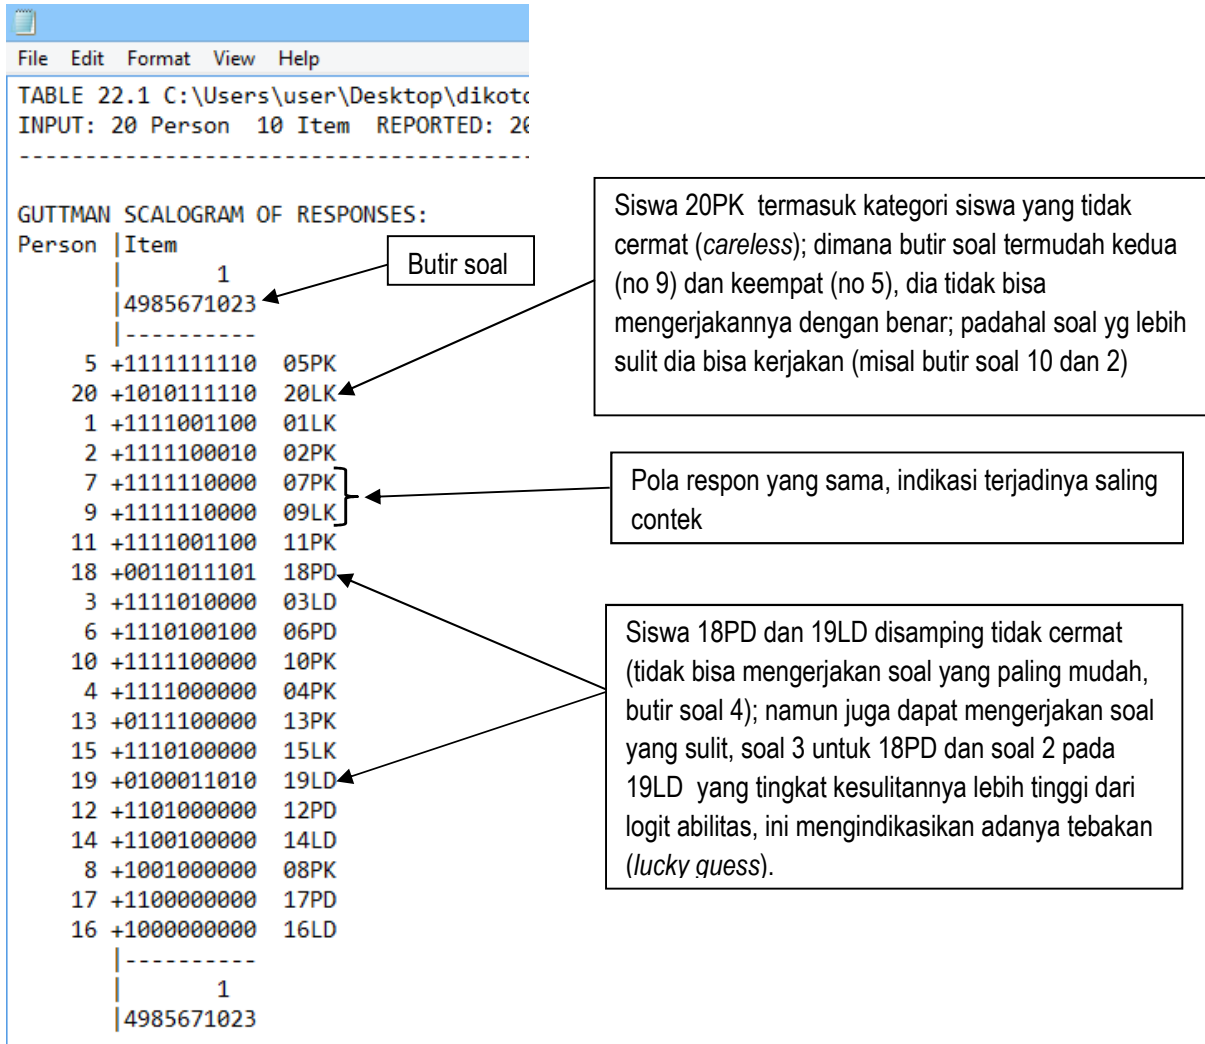 File Edit Format View Help
TABLE 22.1 C:\Users\user\Desktop\dikoto
INPUT: 20 Person 10 Item REPORTED: 20
----------------------------------------
GUTTMAN SCALOGRAM OF RESPONSES:
Person |Item
| 1
|4985671023
|----------
5 +1111111110 05PK
20 +1010111110 20LK
1 +1111001100 01LK
2 +1111100010 02PK
7 +1111110000 07PK
9 +1111110000 09LK
11 +1111001100 11PK
18 +0011011101 18PD
3 +1111010000 03LD
6 +1110100100 06PD
10 +1111100000 10PK
4 +1111000000 04PK
13 +0111100000 13PK
15 +1110100000 15LK
19 +0100011010 19LD
12 +1101000000 12PD
14 +1100100000 14LD
8 +1001000000 08PK
17 +1100000000 17PD
16 +1000000000 16LD
|----------
| 1
|4985671023
Butir soal
Siswa 20PK termasuk kategori siswa yang tidak
cermat (careless); dimana butir soal termudah kedua
(no 9) dan keempat (no 5), dia tidak bisa
mengerjakannya dengan benar; padahal soal yg lebih
sulit dia bisa kerjakan (misal butir soal 10 dan 2)
Pola respon yang sama, indikasi terjadinya saling
contek
Siswa 18PD dan 19LD disamping tidak cermat
(tidak bisa mengerjakan soal yang paling mudah,
butir soal 4); namun juga dapat mengerjakan soal
yang sulit, soal 3 untuk 18PD dan soal 2 pada
19LD yang tingkat kesulitannya lebih tinggi dari
logit abilitas, ini mengindikasikan adanya tebakan
(lucky guess).